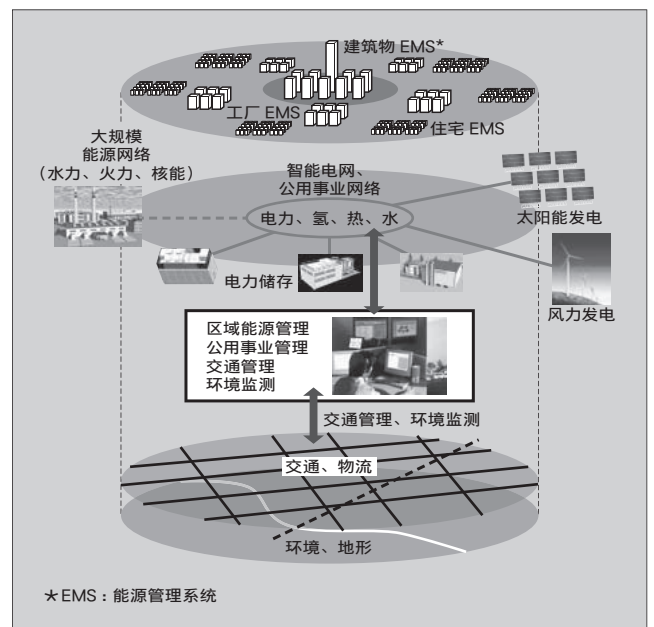 建筑物 EMS*
工厂 EMS
住宅 EMS
大规模
能源网络
（水力、火力、核能）
智能电网、
公用事业网络
电力、氢、热、水
太阳能发电
电力储存
风力发电
区域能源管理
公用事业管理
交通管理
环境监测
交通管理、环境监测
交通、物流
环境、地形
*EMS：能源管理系统